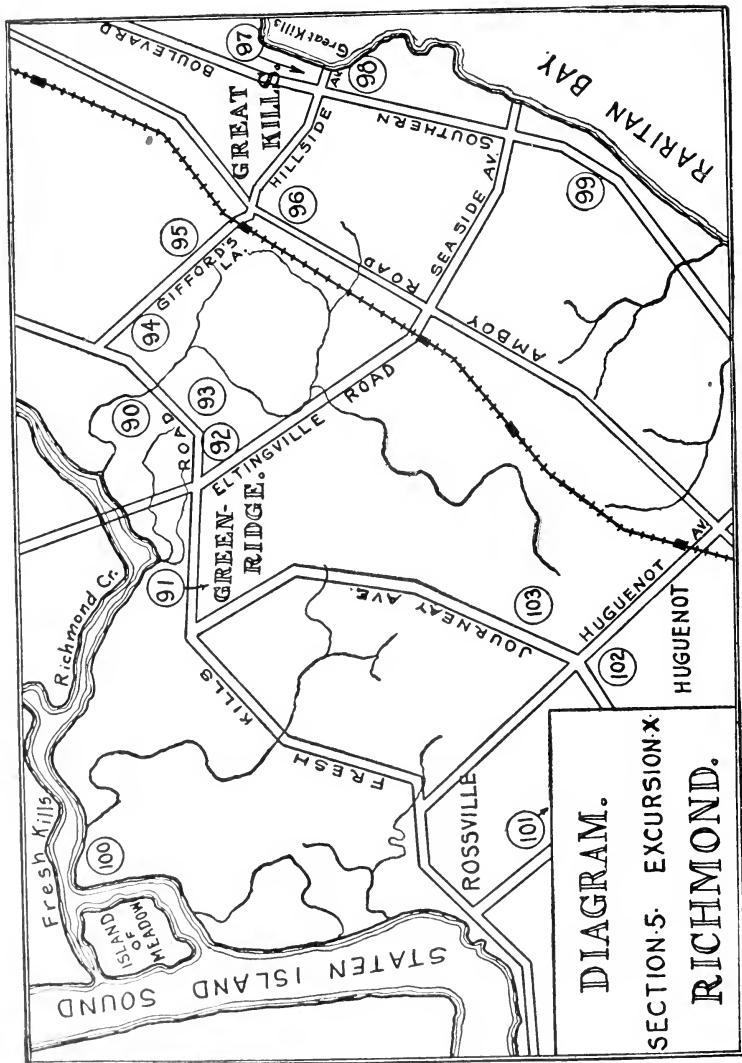 RARITAN BAY.
Great Kills
97
GREAT
KILLS.
98
BOULEVARD
SOUTHERN
HILLSIDE AV.
96
95
GIFFORD'S
LA.
SEASIDE AV.
99
AMBOY
ROAD
94
90
93
92
ROAD
ELTINGVILLE ROAD
GREEN-
RIDGE.
91
Richmond Cr.
JOURNEAY AVE.
103
HUGUENOT AV.
102
HUGUENOT
KILLS
FRESH
Fresh Kills
100
ISLAND
OF
MEADOW
STATEN ISLAND SOUND
ROSSVILLE
101
DIAGRAM.
SECTION·5· EXCURSION·X·
RICHMOND.